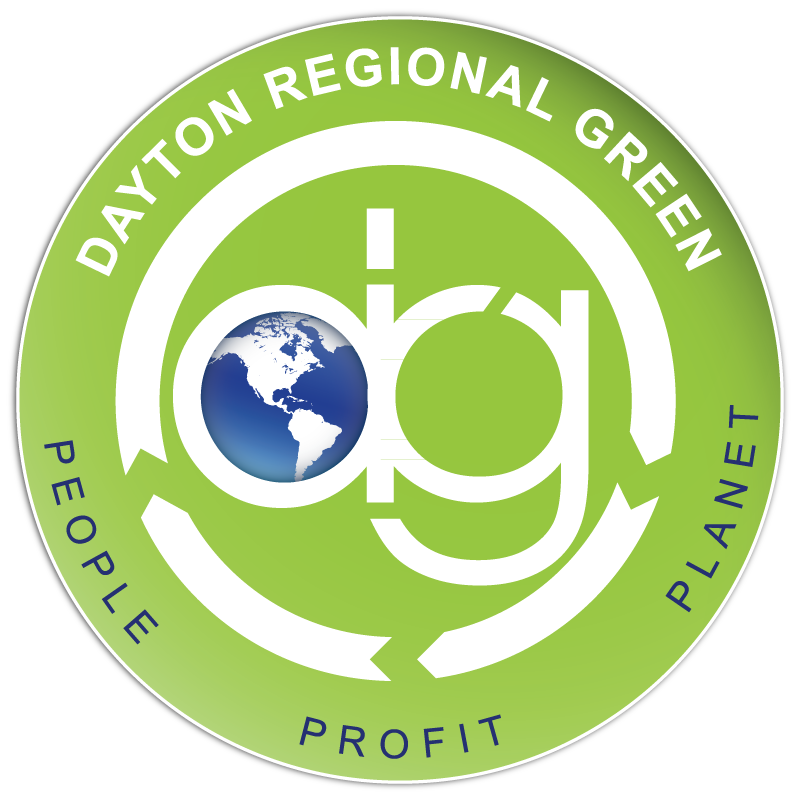 DAYTON REGIONAL GREEN
drg
PEOPLE
PROFIT
PLANET